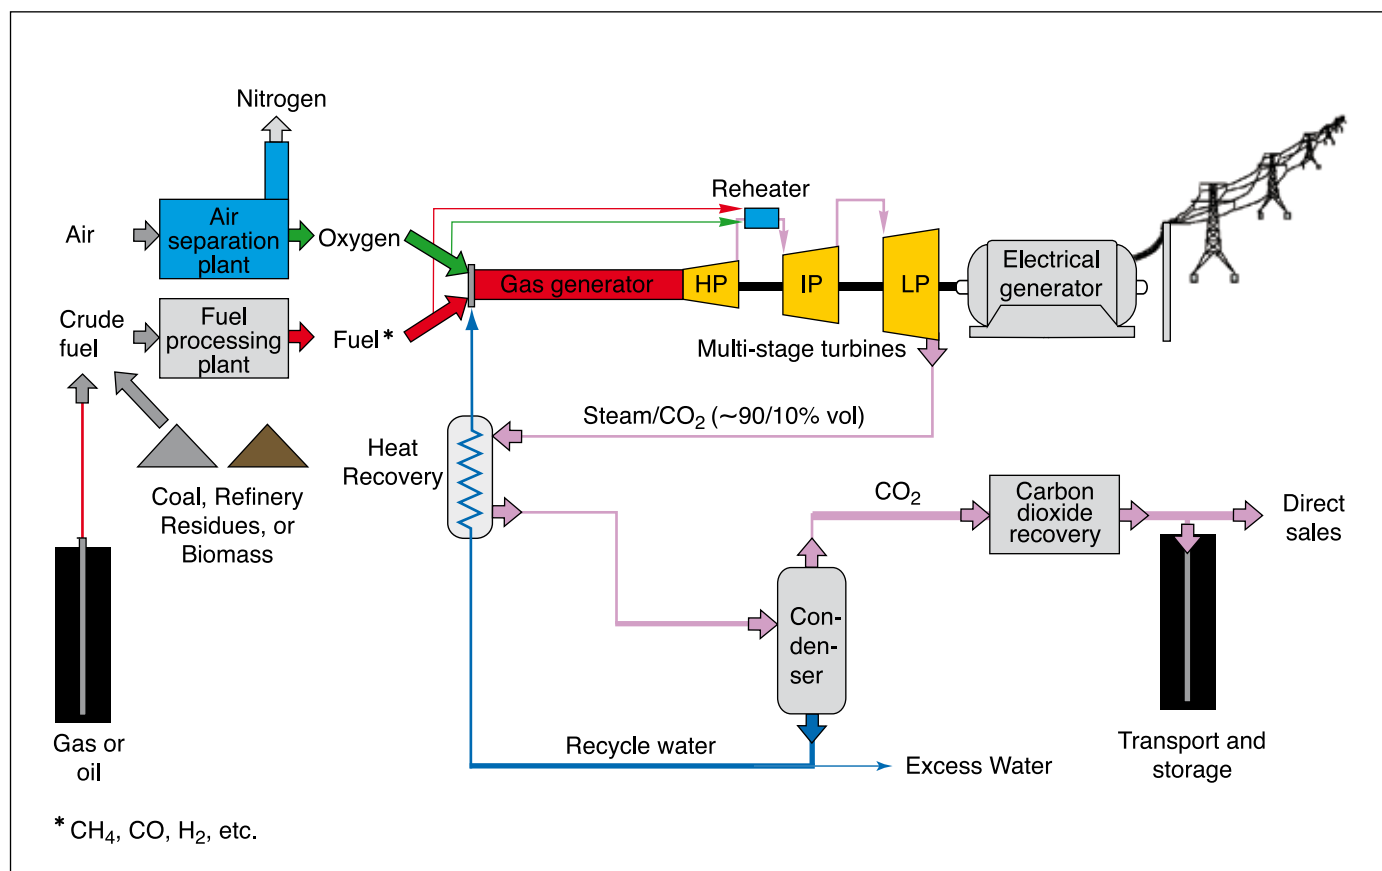 Nitrogen
Air
Air
separation
plant
Oxygen
Reheater
Gas generator
HP
IP
LP
Electrical
generator
Crude
fuel
Fuel
processing
plant
Fuel*
Multi-stage turbines
Steam/CO₂ (~90/10% vol)
Heat
Recovery
Coal, Refinery
Residues, or
Biomass
CO₂
Carbon
dioxide
recovery
Direct
sales
Con-
den-
ser
Gas or
oil
Recycle water
Excess Water
Transport and
storage
* CH₄, CO, H₂, etc.